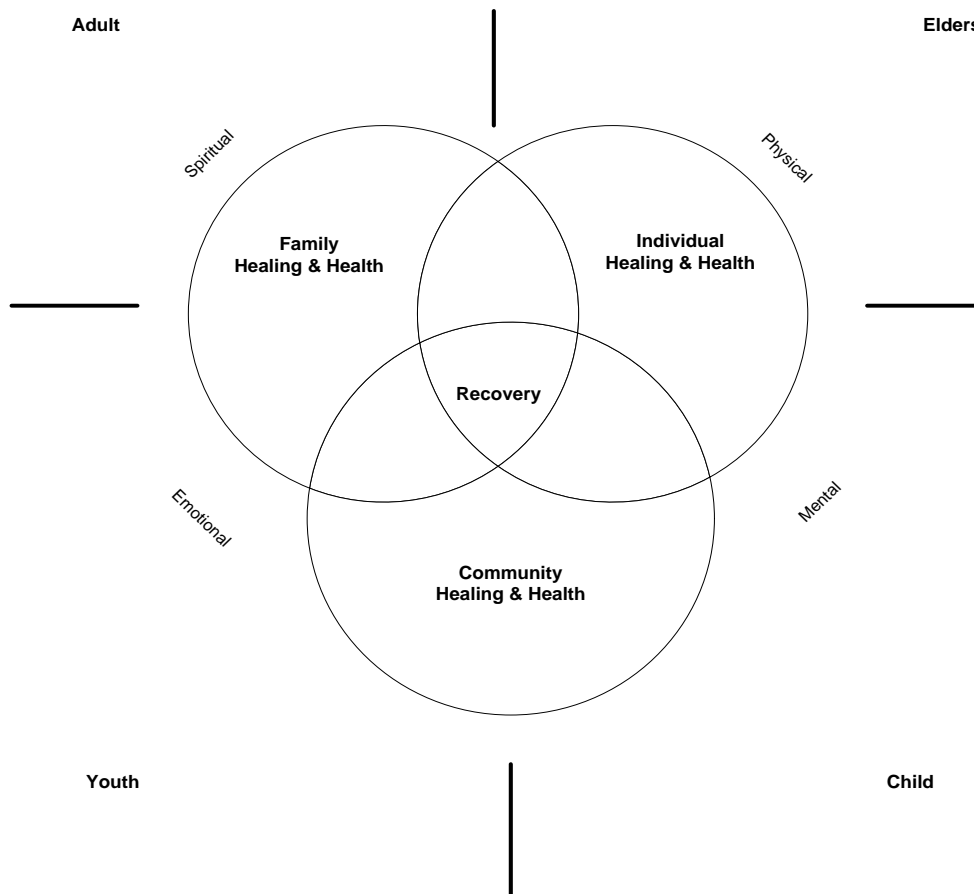 Adult
Elders
Spiritual
Physical
Family
Healing & Health
Individual
Healing & Health
Recovery
Emotional
Mental
Community
Healing & Health
Youth
Child